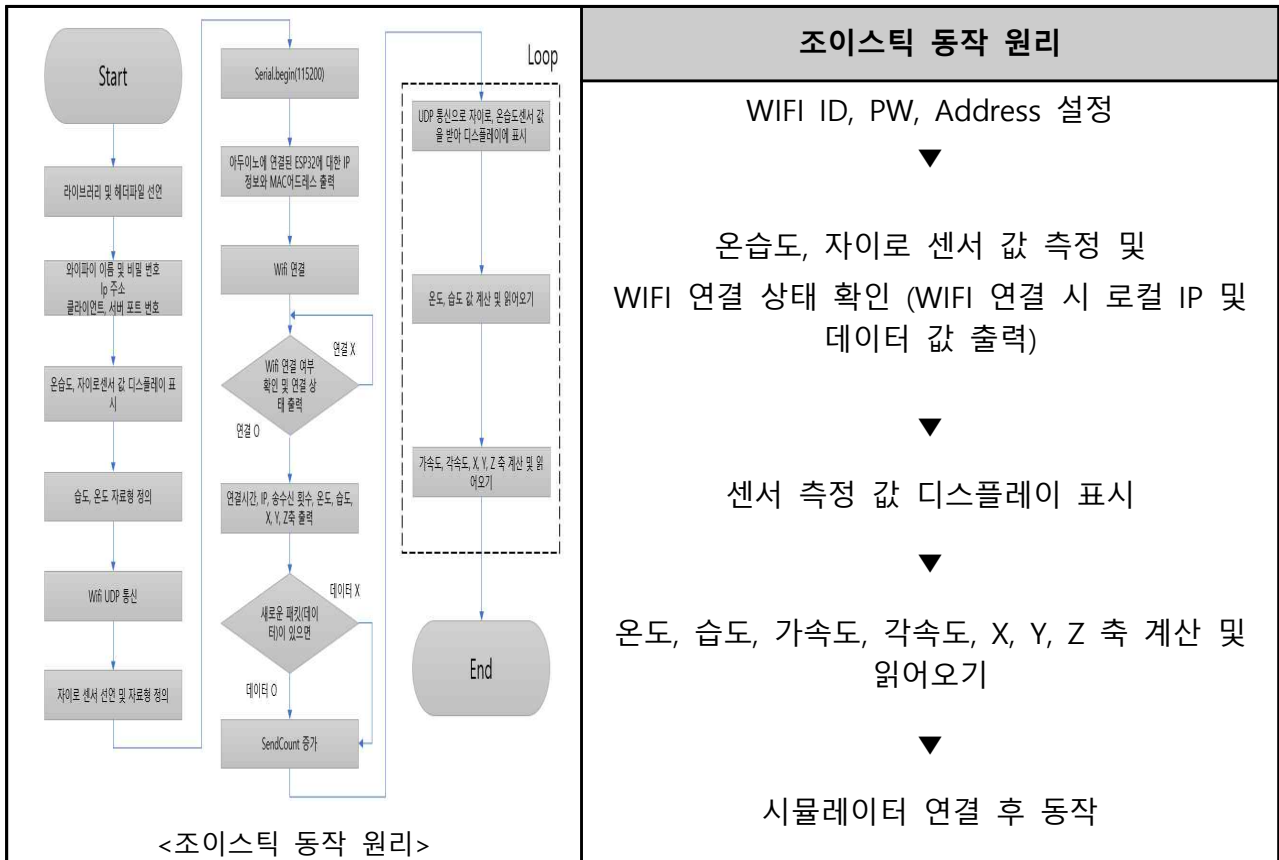 Start
라이브러리 및 헤더파일 선언
와이파이 이름 및 비밀 번호
Ip 주소
클라이언트, 서버 포트 번호
온습도, 자이로센서 값 디스플레이 표
시
습도, 온도 자료형 정의
Wifi UDP 통신
자이로 센서 선언 및 자료형 정의
Serial.begin(115200)
아두이노에 연결된 ESP32에 대한 IP
정보와 MAC어드레스 출력
Wifi 연결
연결 X
Wifi 연결 여부
확인 및 연결 상
태 출력
연결 O
연결시간, IP, 송수신 횟수, 온도, 습도,
X, Y, Z축 출력
데이터 X
새로운 패킷(데이
터)이 있으면
데이터 O
SendCount 증가
Loop
UDP 통신으로 자이로, 온습도센서 값
을 받아 디스플레이에 표시
온도, 습도 값 계산 및 읽어오기
가속도, 각속도, X, Y, Z 축 계산 및 읽
어오기
End
<조이스틱 동작 원리>
조이스틱 동작 원리
WIFI ID, PW, Address 설정
▼
온습도, 자이로 센서 값 측정 및
WIFI 연결 상태 확인 (WIFI 연결 시 로컬 IP 및
데이터 값 출력)
▼
센서 측정 값 디스플레이 표시
▼
온도, 습도, 가속도, 각속도, X, Y, Z 축 계산 및
읽어오기
▼
시뮬레이터 연결 후 동작